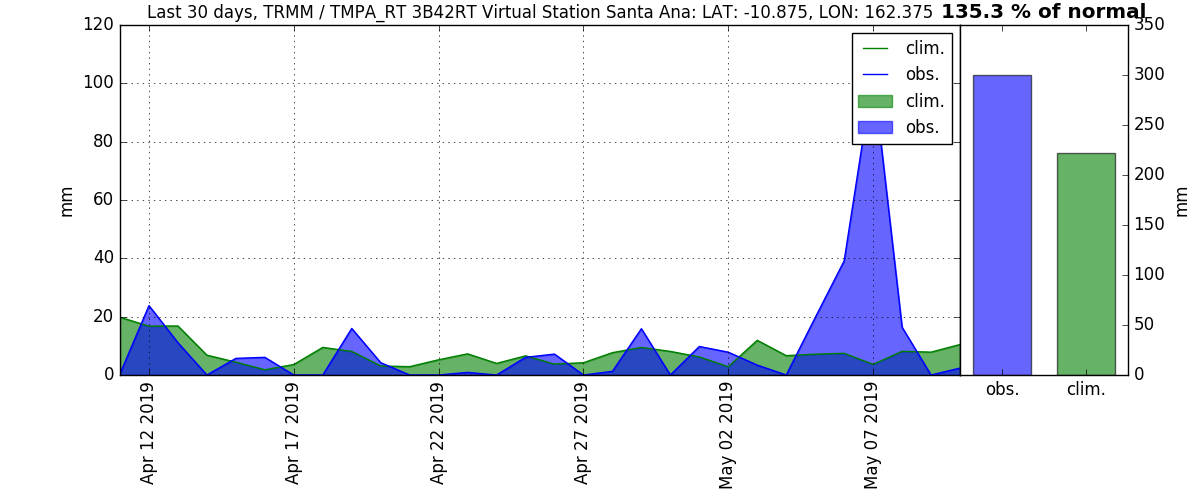 Last 30 days, TRMM / TMPA_RT 3B42RT Virtual Station Santa Ana: LAT: -10.875, LON: 162.375 135.3 % of normal
120
100
80
60
40
20
0
mm
clim.
obs.
clim.
obs.
350
300
250
200
150
100
50
0
mm
Apr 12 2019
Apr 17 2019
Apr 22 2019
Apr 27 2019
May 02 2019
May 07 2019
obs.
clim.